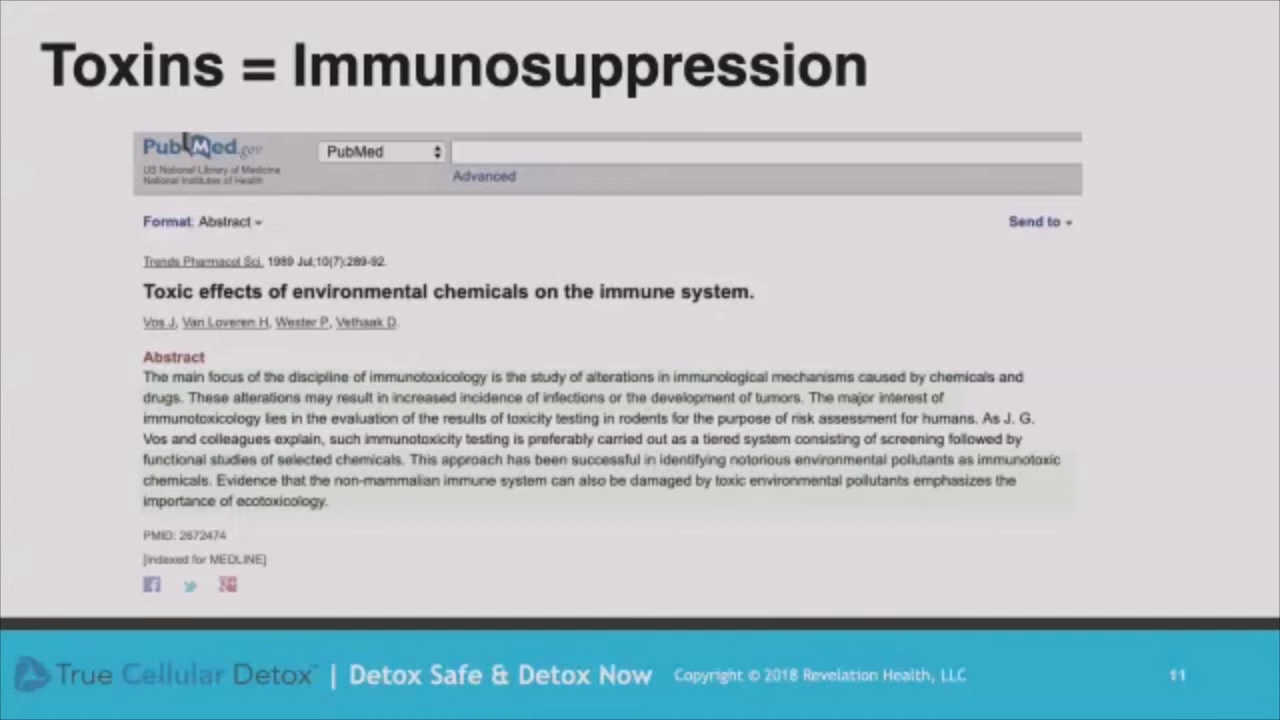 Toxins = Immunosuppression
PubMed.gov
US National Library of Medicine
National Institutes of Health
PubMed
Advanced
Format: Abstract
Send to
Trends Pharmacol Sci. 1989 Jul;10(7):289-92.
Toxic effects of environmental chemicals on the immune system.
Vos J, Van Loveren H, Wester P, Vethaak D.
Abstract
The main focus of the discipline of immunotoxicology is the study of alterations in immunological mechanisms caused by chemicals and
drugs. These alterations may result in increased incidence of infections or the development of tumors. The major interest of
immunotoxicology lies in the evaluation of the results of toxicity testing in rodents for the purpose of risk assessment for humans. As J. G.
Vos and colleagues explain, such immunotoxicity testing is preferably carried out as a tiered system consisting of screening followed by
functional studies of selected chemicals. This approach has been successful in identifying notorious environmental pollutants as immunotoxic
chemicals. Evidence that the non-mammalian immune system can also be damaged by toxic environmental pollutants emphasizes the
importance of ecotoxicology.
PMID: 2672474
[Indexed for MEDLINE]
True Cellular Detox™ | Detox Safe & Detox Now Copyright © 2018 Revelation Health, LLC 11